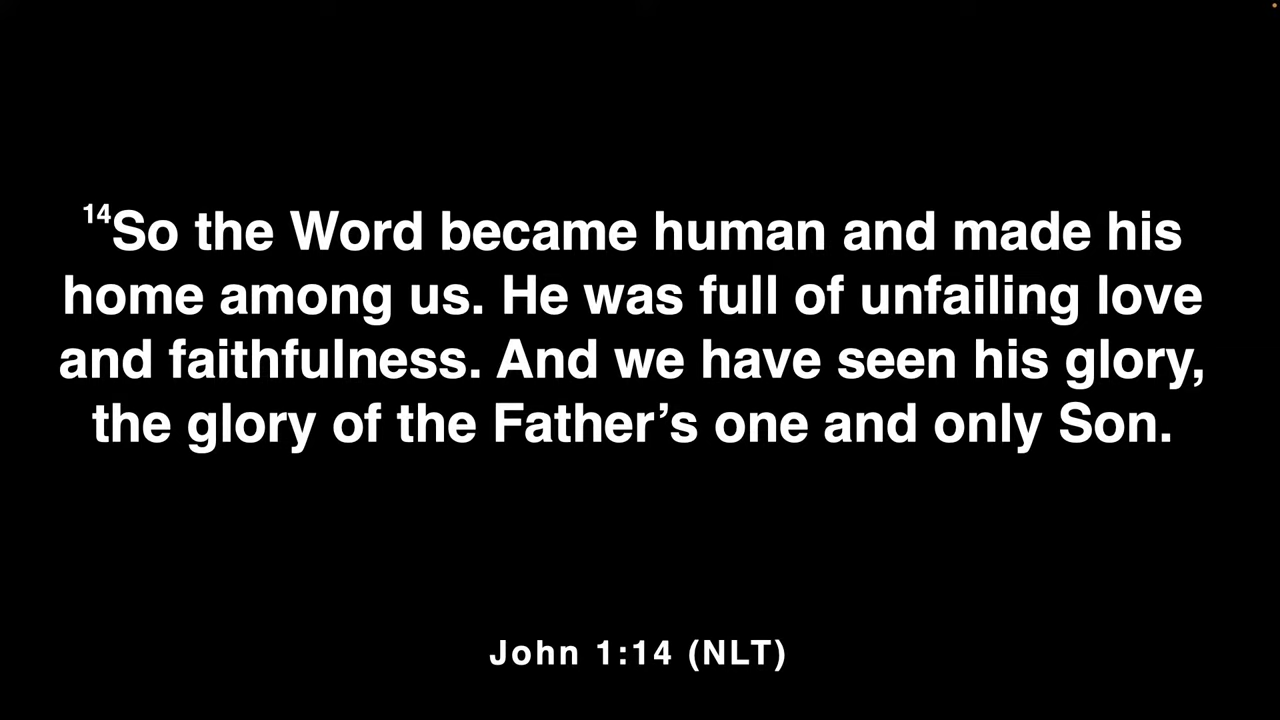 14So the Word became human and made his
home among us. He was full of unfailing love
and faithfulness. And we have seen his glory,
the glory of the Father’s one and only Son.
John 1:14 (NLT)